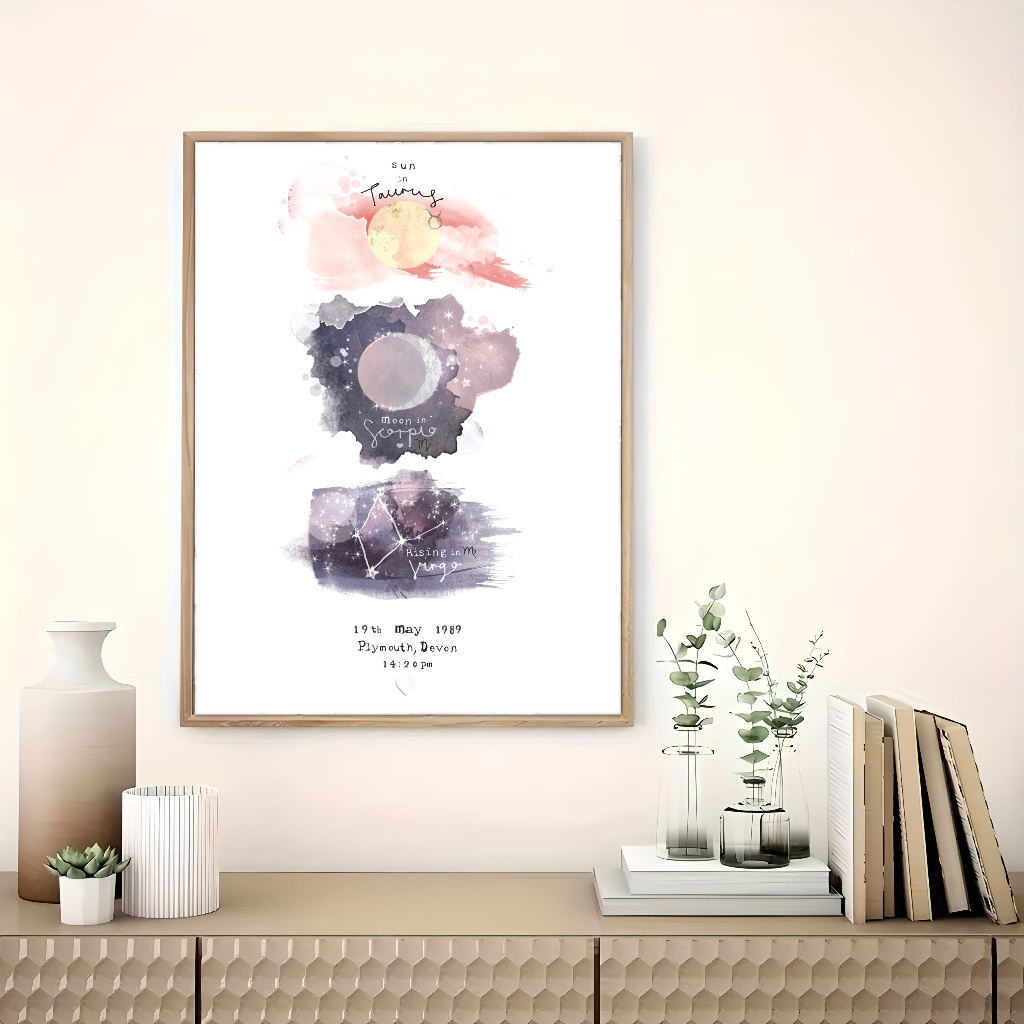 sun
in
Taurus
♉
moon in
Scorpio
♏
Rising in ♍
Virgo
19th May 1989
Plymouth, Devon
14:20pm